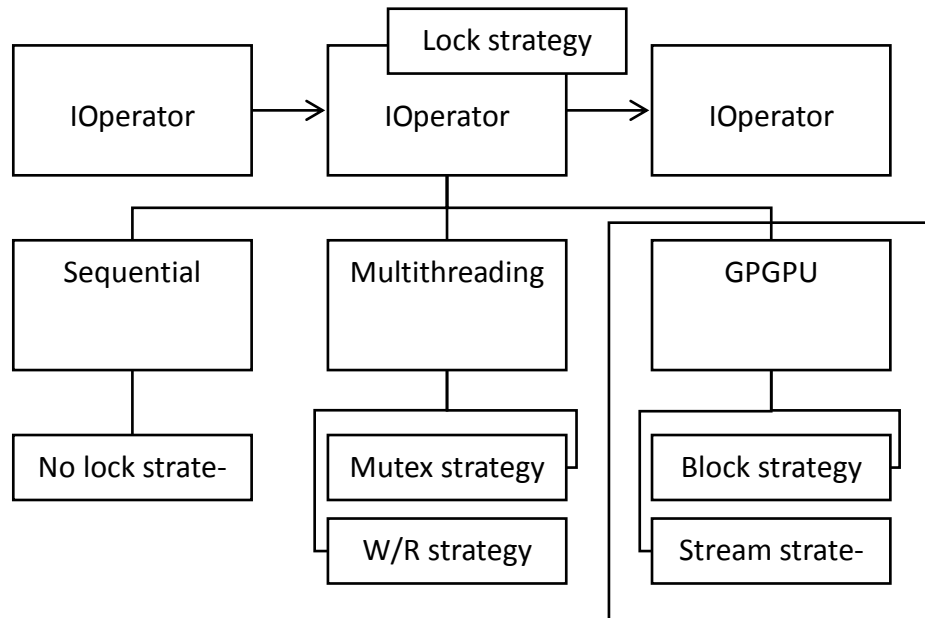 Lock strategy
IOperator
IOperator
IOperator
Sequential
Multithreading
GPGPU
No lock strate-
Mutex strategy
Block strategy
W/R strategy
Stream strate-